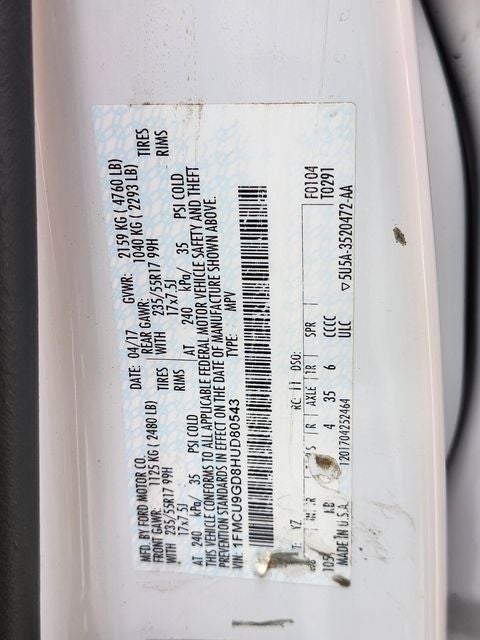 MFD. BY FORD MOTOR CO.
DATE: 04/17 GVWR: 2159 KG ( 4760 LB)
FRONT GAWR: 1125 KG ( 2480 LB) REAR GAWR: 1040 KG ( 2293 LB)
WITH 235/55R17 99H TIRES WITH 235/55R17 99H TIRES
17x7.5J RIMS 17x7.5J RIMS
AT 240 kPa/ 35 PSI COLD AT 240 kPa/ 35 PSI COLD
THIS VEHICLE CONFORMS TO ALL APPLICABLE FEDERAL MOTOR VEHICLE SAFETY AND THEFT
PREVENTION STANDARDS IN EFFECT ON THE DATE OF MANUFACTURE SHOWN ABOVE.
VIN: 1FMCU9GD8HUD80543 TYPE: MPV
F0104
T0291
YZ RC: 11 DSO:
R AXLE TR SPR
105 KB 4 35 6 CCCC
ULC
MADE IN U.S.A. 1201704252464
▽5U5A-3520472-AA